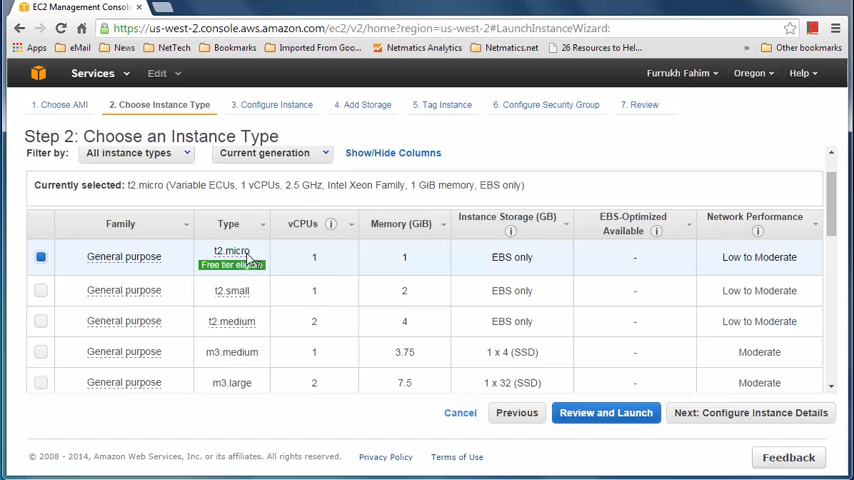 EC2 Management Console
https://us-west-2.console.aws.amazon.com/ec2/v2/home?region=us-west-2#LaunchInstanceWizard:
Apps eMail News NetTech Bookmarks Imported From Goo... Netmatics Analytics Netmatics.net 26 Resources to Hel... » Other bookmarks
Services Edit Furrukh Fahim Oregon Help
1. Choose AMI 2. Choose Instance Type 3. Configure Instance 4. Add Storage 5. Tag Instance 6. Configure Security Group 7. Review
Step 2: Choose an Instance Type
Filter by: All instance types Current generation Show/Hide Columns
Currently selected: t2.micro (Variable ECUs, 1 vCPUs, 2.5 GHz, Intel Xeon Family, 1 GiB memory, EBS only)
Family Type vCPUs Memory (GiB) Instance Storage (GB) EBS-Optimized Available Network Performance
General purpose t2.micro 1 1 EBS only - Low to Moderate
Free tier
General purpose t2.small 1 2 EBS only - Low to Moderate
General purpose t2.medium 2 4 EBS only - Low to Moderate
General purpose m3.medium 1 3.75 1 x 4 (SSD) - Moderate
General purpose m3.large 2 7.5 1 x 32 (SSD) - Moderate
Cancel Previous Review and Launch Next: Configure Instance Details
© 2008 - 2014, Amazon Web Services, Inc. or its affiliates. All rights reserved. Privacy Policy Terms of Use Feedback